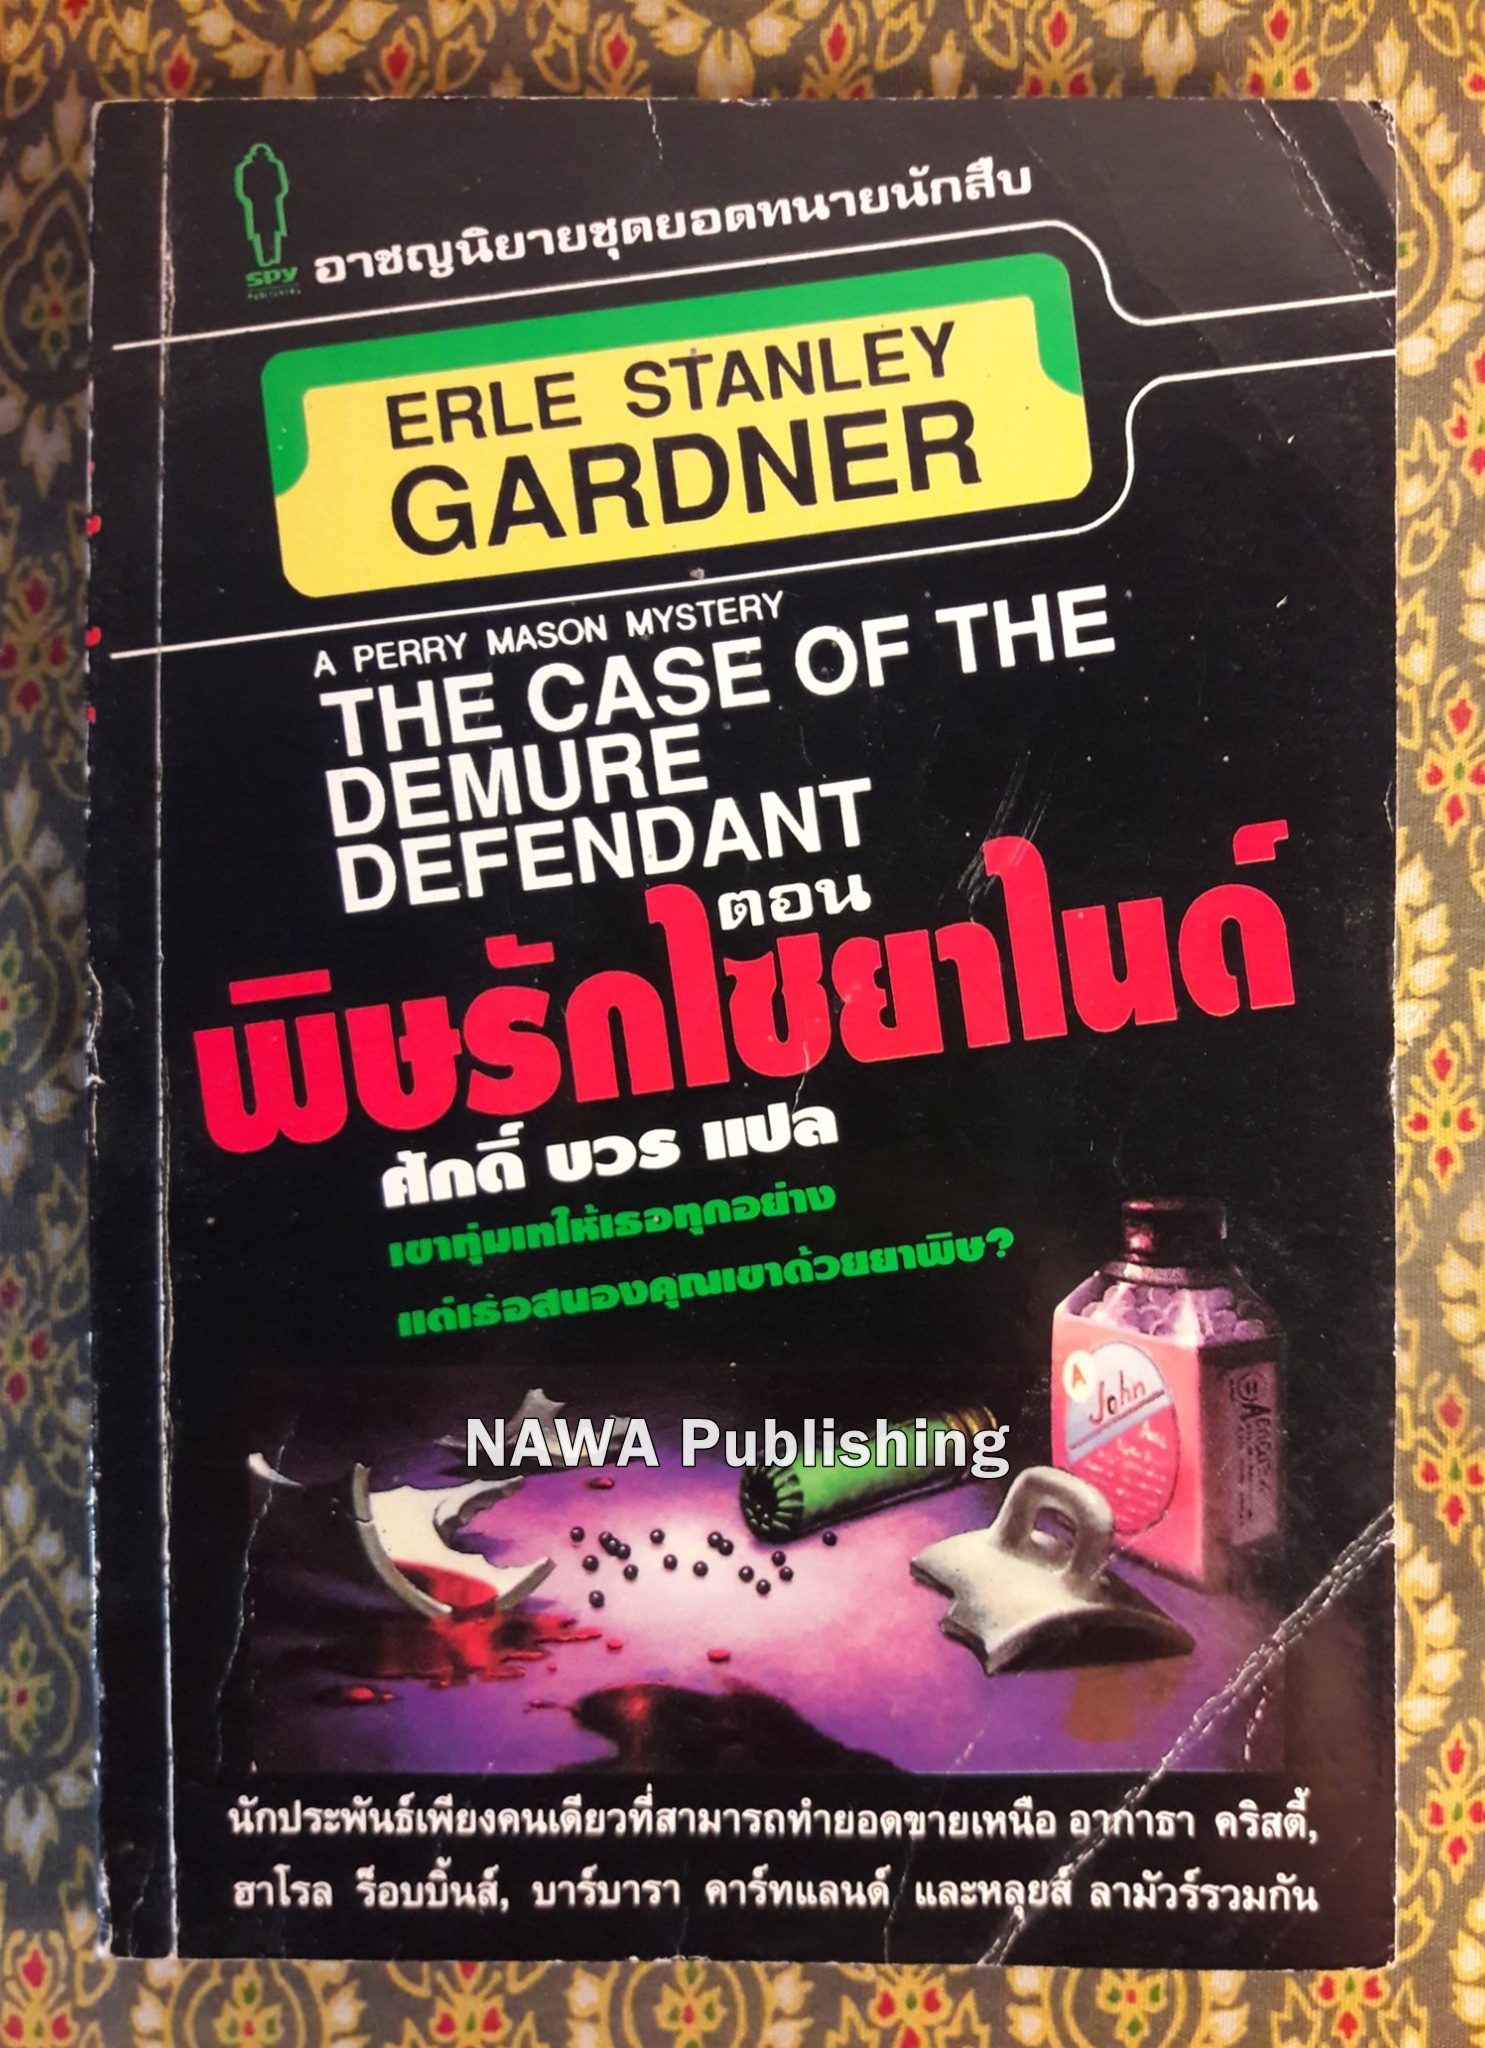 อาชญนิยายชุดยอดทนายนักสืบ
SPY
PUBLISHING
ERLE STANLEY
GARDNER
A PERRY MASON MYSTERY
THE CASE OF THE
DEMURE
DEFENDANT
ตอน
พิษรักไซยาไนด์
ศักดิ์ บวร แปล
เขาทุ่มเทให้เธอทุกอย่าง
แต่เธอสนองคุณเขาด้วยยาพิษ?
A
John
NAWA Publishing
นักประพันธ์เพียงคนเดียวที่สามารถทำยอดขายเหนือ อากาธา คริสตี้,
ฮาโรล ร็อบบิ้นส์, บาร์บารา คาร์ทแลนด์ และหลุยส์ ลามัวร์รวมกัน